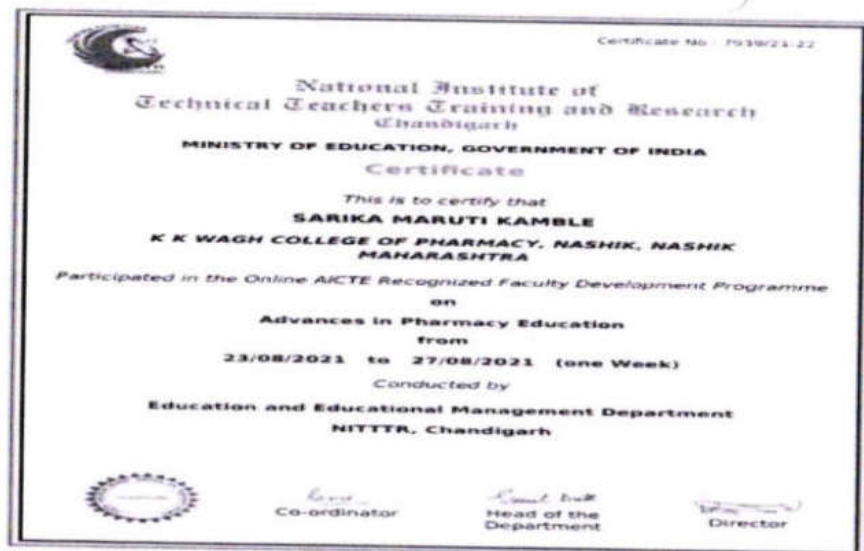 Certificate No : 7939/21-22
National Institute of
Technical Teachers Training and Research
Chandigarh
MINISTRY OF EDUCATION, GOVERNMENT OF INDIA
Certificate
This is to certify that
SARIKA MARUTI KAMBLE
K K WAGH COLLEGE OF PHARMACY, NASHIK, NASHIK
MAHARASHTRA
Participated in the Online AICTE Recognized Faculty Development Programme
on
Advances in Pharmacy Education
from
23/08/2021 to 27/08/2021 (one Week)
Conducted by
Education and Educational Management Department
NITTTR, Chandigarh
Co-ordinator
Head of the
Department
Director